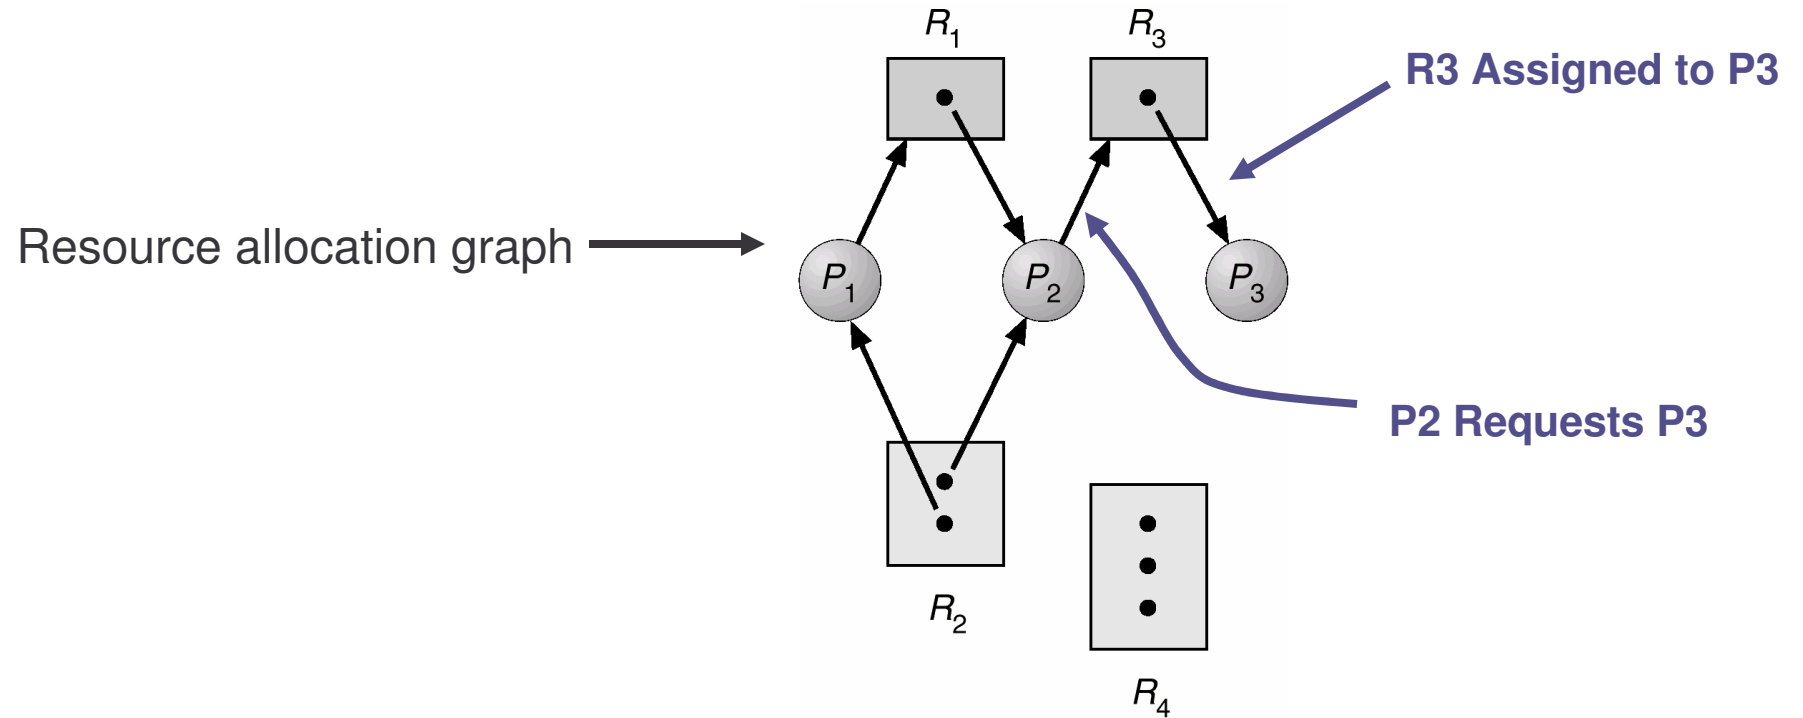 R1
R3
R3 Assigned to P3
Resource allocation graph
P1
P2
P3
P2 Requests P3
R2
R4